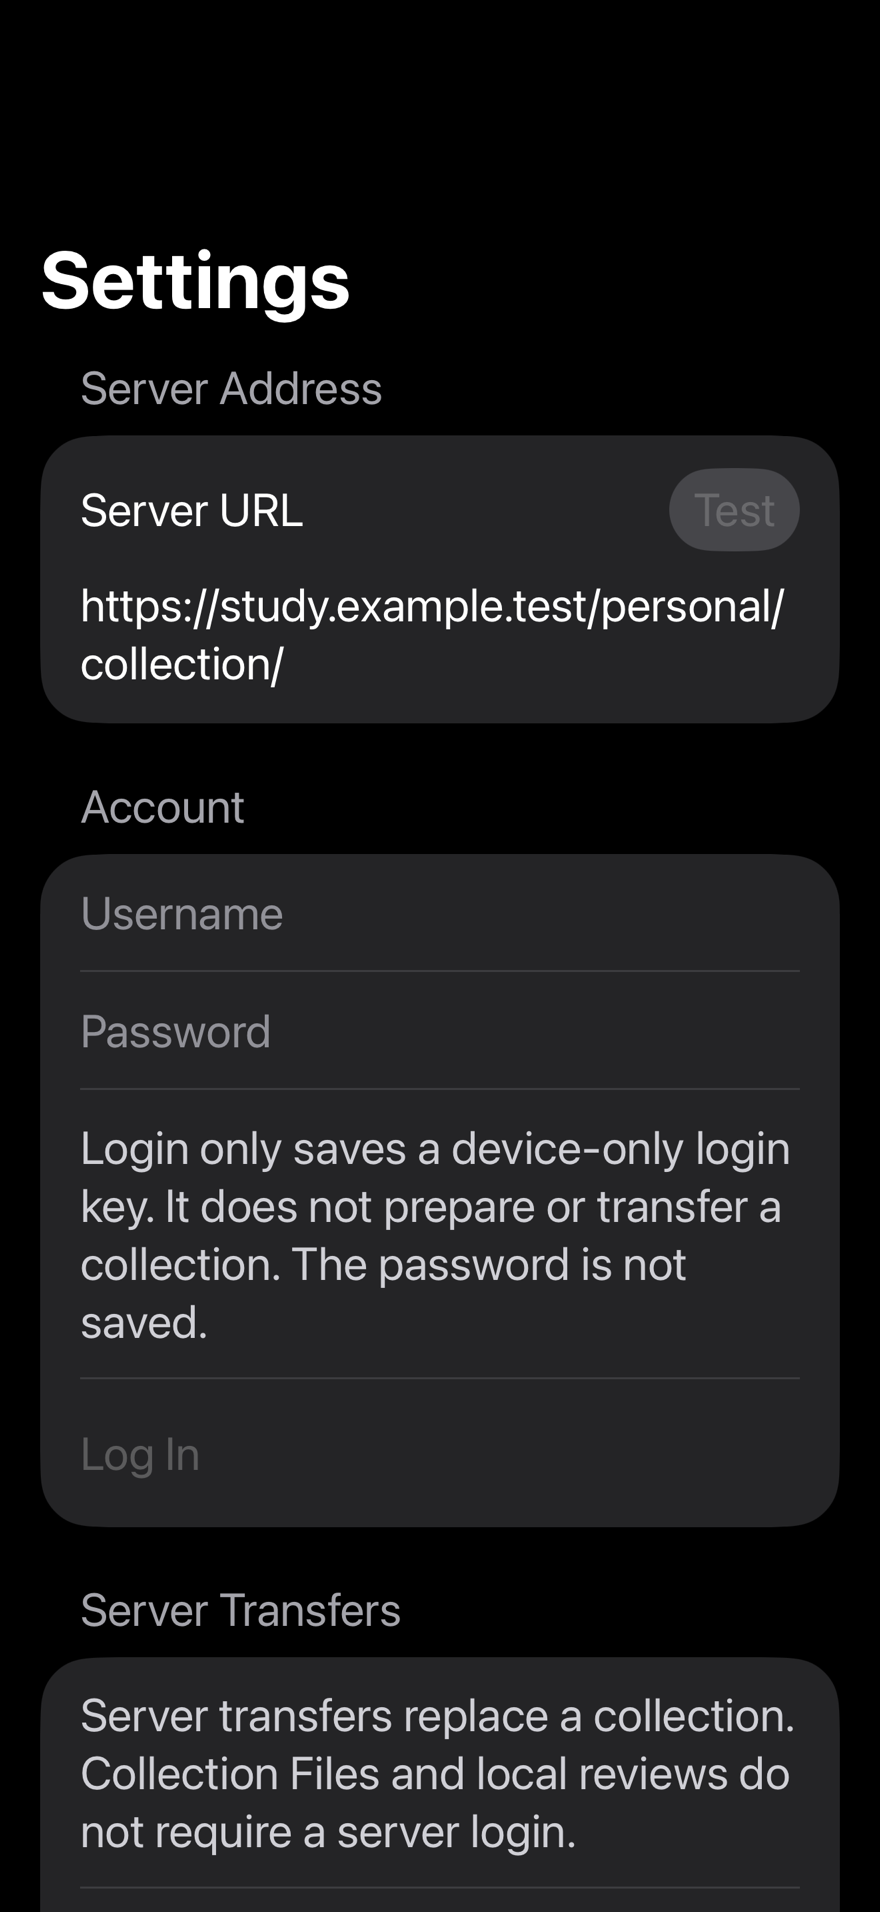 Settings
Server Address
Server URL
Test
https://study.example.test/personal/
collection/
Account
Username
Password
Login only saves a device-only login
key. It does not prepare or transfer a
collection. The password is not
saved.
Log In
Server Transfers
Server transfers replace a collection.
Collection Files and local reviews do
not require a server login.